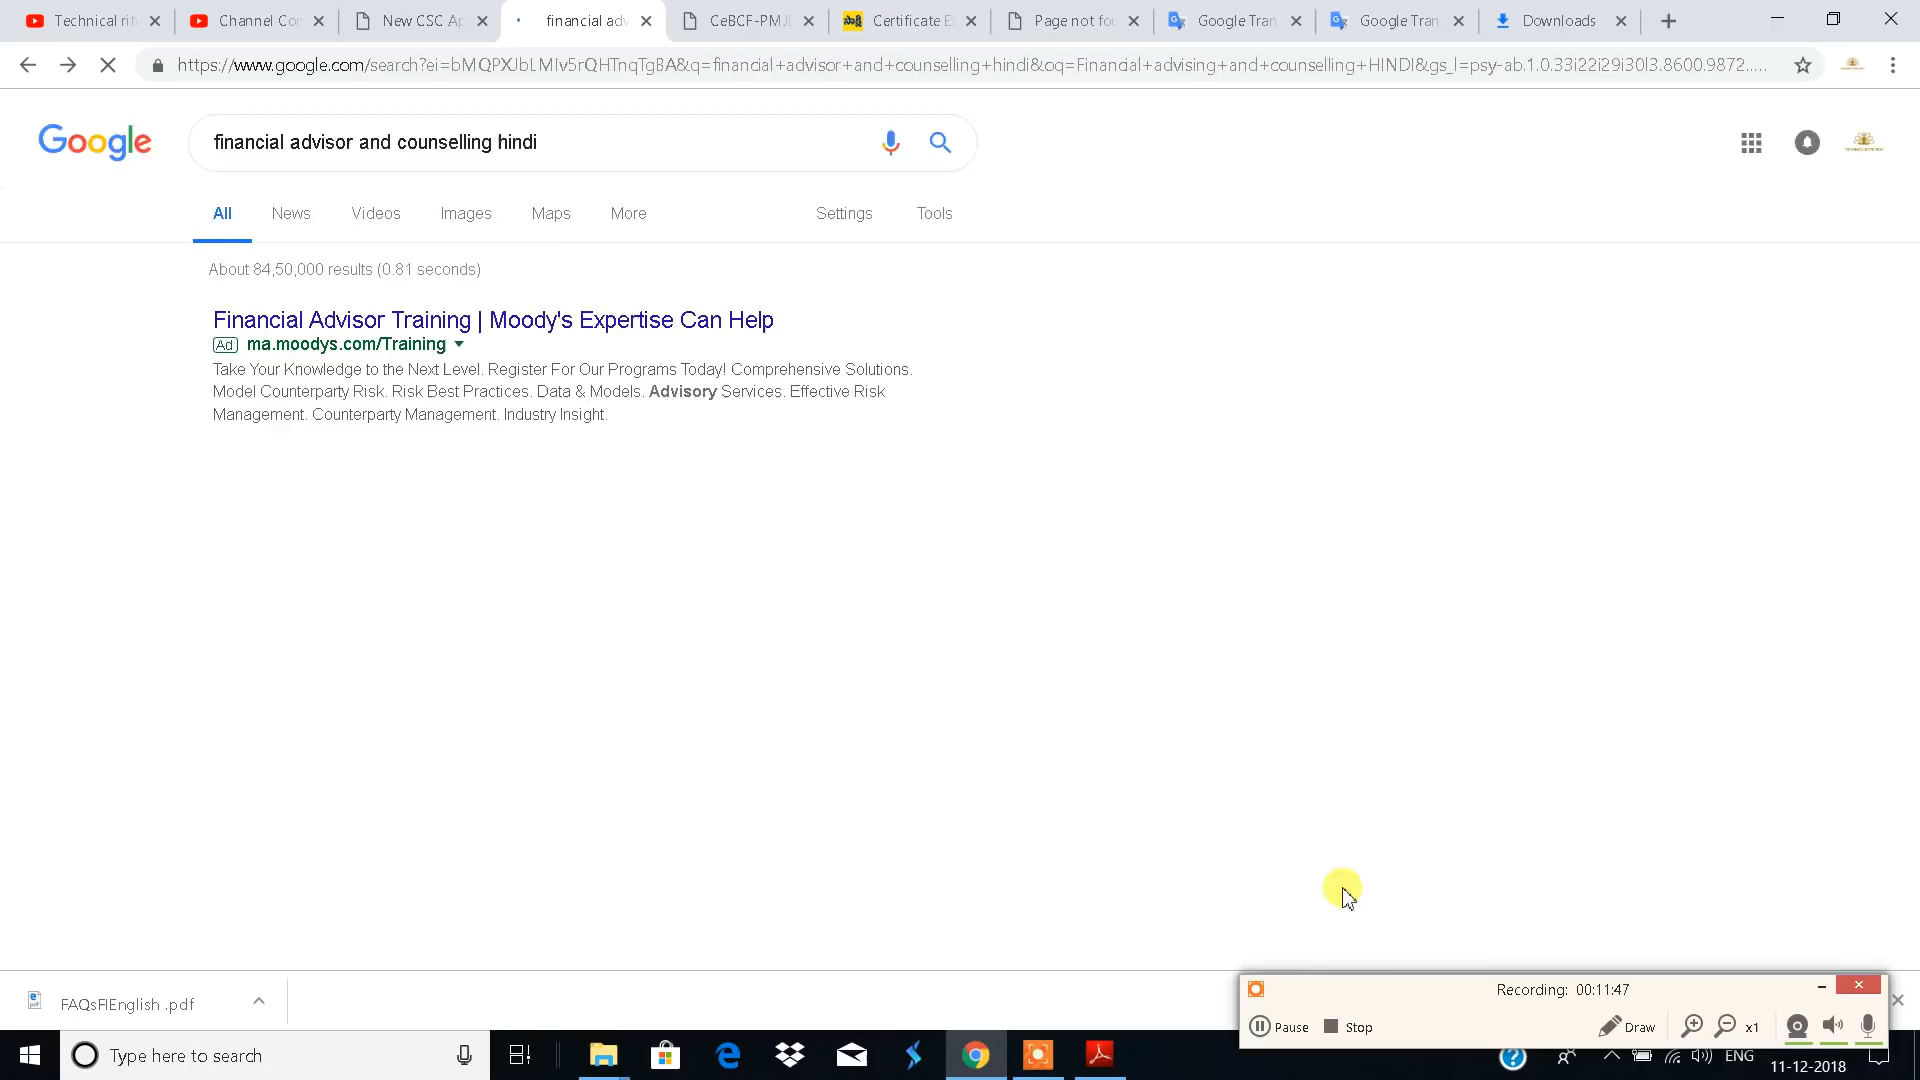 Technical rit
Channel Con
New CSC Ap
financial adv
CeBCF-PMJ
Certificate E
Page not fou
Google Tran
Google Tran
Downloads
https://www.google.com/search?ei=bMQPXJbLMIv5rQHTnqTgBA&q=financial+advisor+and+counselling+hindi&oq=Financial+advising+and+counselling+HINDI&gs_l=psy-ab.1.0.33i22i29i30l3.8600.9872.....
Google
financial advisor and counselling hindi
All News Videos Images Maps More Settings Tools
About 84,50,000 results (0.81 seconds)
Financial Advisor Training | Moody's Expertise Can Help
Ad ma.moodys.com/Training
Take Your Knowledge to the Next Level. Register For Our Programs Today! Comprehensive Solutions.
Model Counterparty Risk. Risk Best Practices. Data & Models. Advisory Services. Effective Risk
Management. Counterparty Management. Industry Insight.
FAQsFIEnglish .pdf
Recording: 00:11:47
Pause Stop Draw x1
Type here to search
ENG
11-12-2018